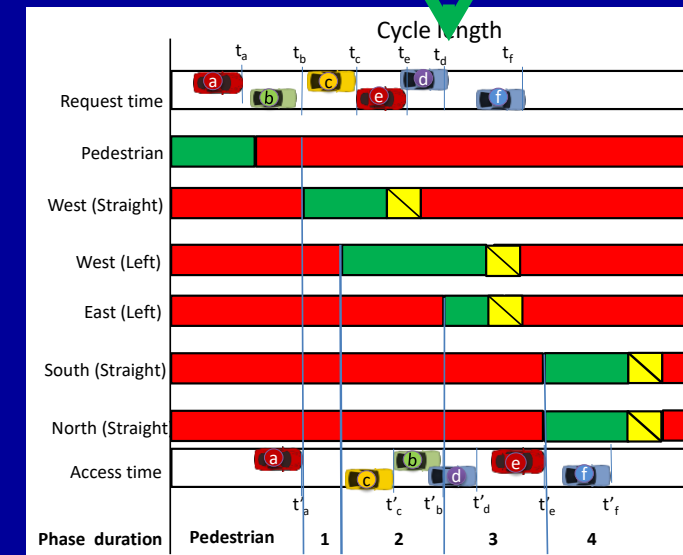 Cycle length
ta tb tc te td tf
a c d
b e f
Request time
Pedestrian
West (Straight)
West (Left)
East (Left)
South (Straight)
North (Straight
a b e
c d f
Access time
t'a t'c t'b t'd t'e t'f
Phase duration Pedestrian 1 2 3 4